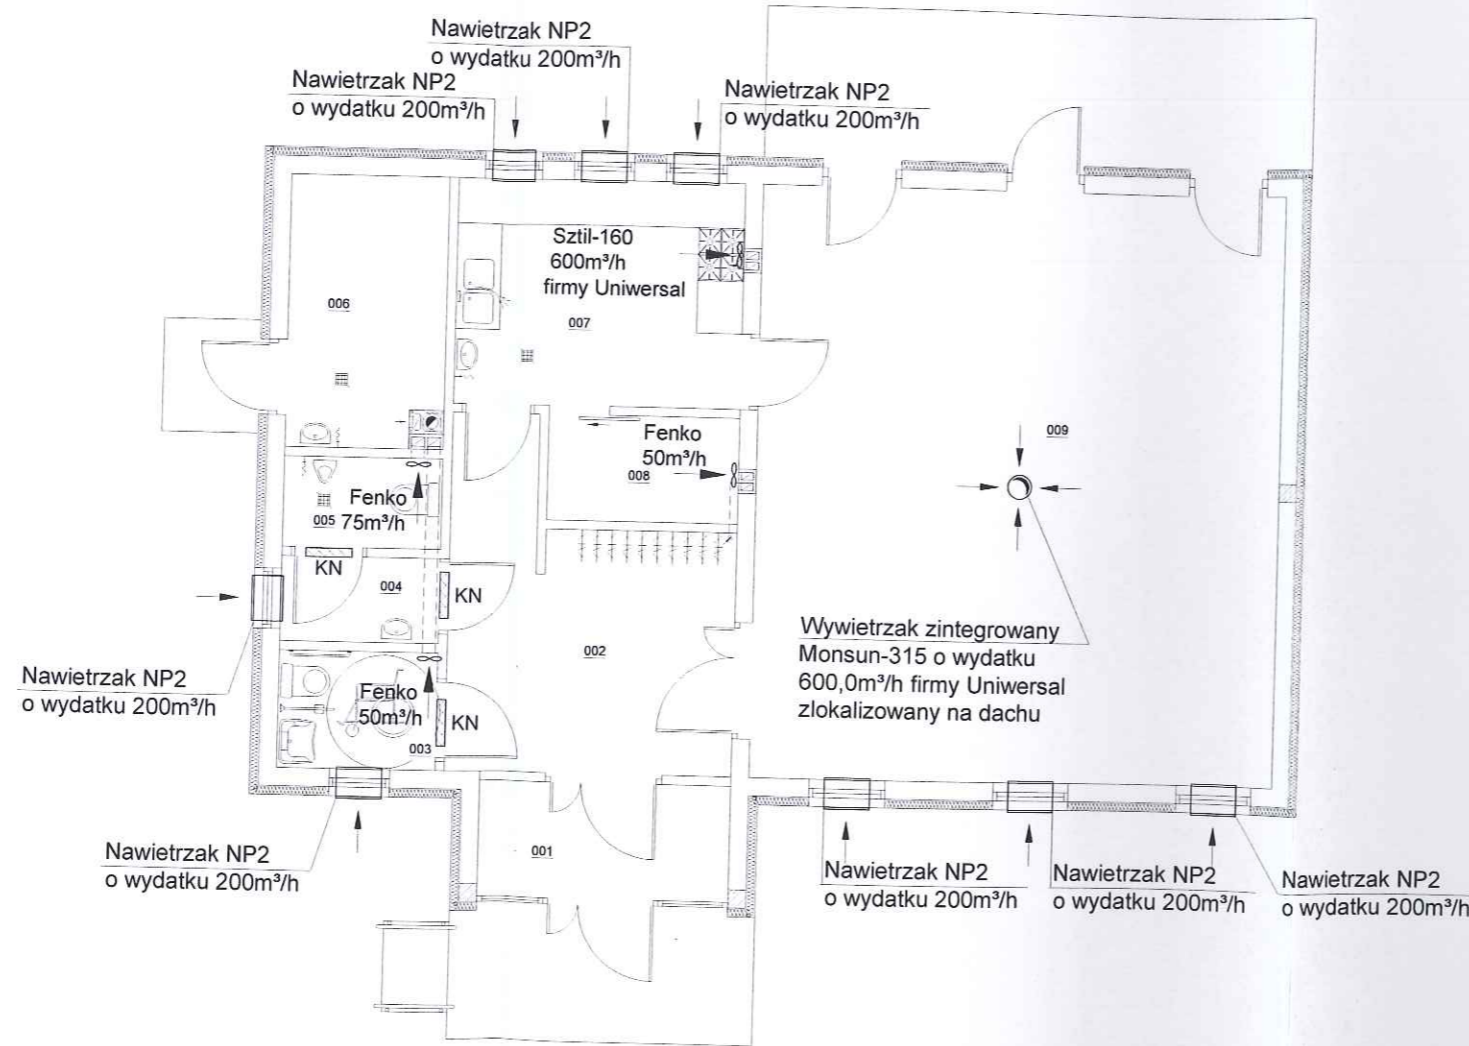 Nawietrzak NP2
o wydatku 200m³/h
Nawietrzak NP2
o wydatku 200m³/h
Nawietrzak NP2
o wydatku 200m³/h
Sztil-160
600m³/h
firmy Uniwersal
006
007
Fenko
50m³/h
008
009
Fenko
75m³/h
005
KN
004
KN
002
Wywietrzak zintegrowany
Monsun-315 o wydatku
600,0m³/h firmy Uniwersal
zlokalizowany na dachu
Nawietrzak NP2
o wydatku 200m³/h
Fenko
50m³/h
KN
003
001
Nawietrzak NP2
o wydatku 200m³/h
Nawietrzak NP2
o wydatku 200m³/h
Nawietrzak NP2
o wydatku 200m³/h
Nawietrzak NP2
o wydatku 200m³/h